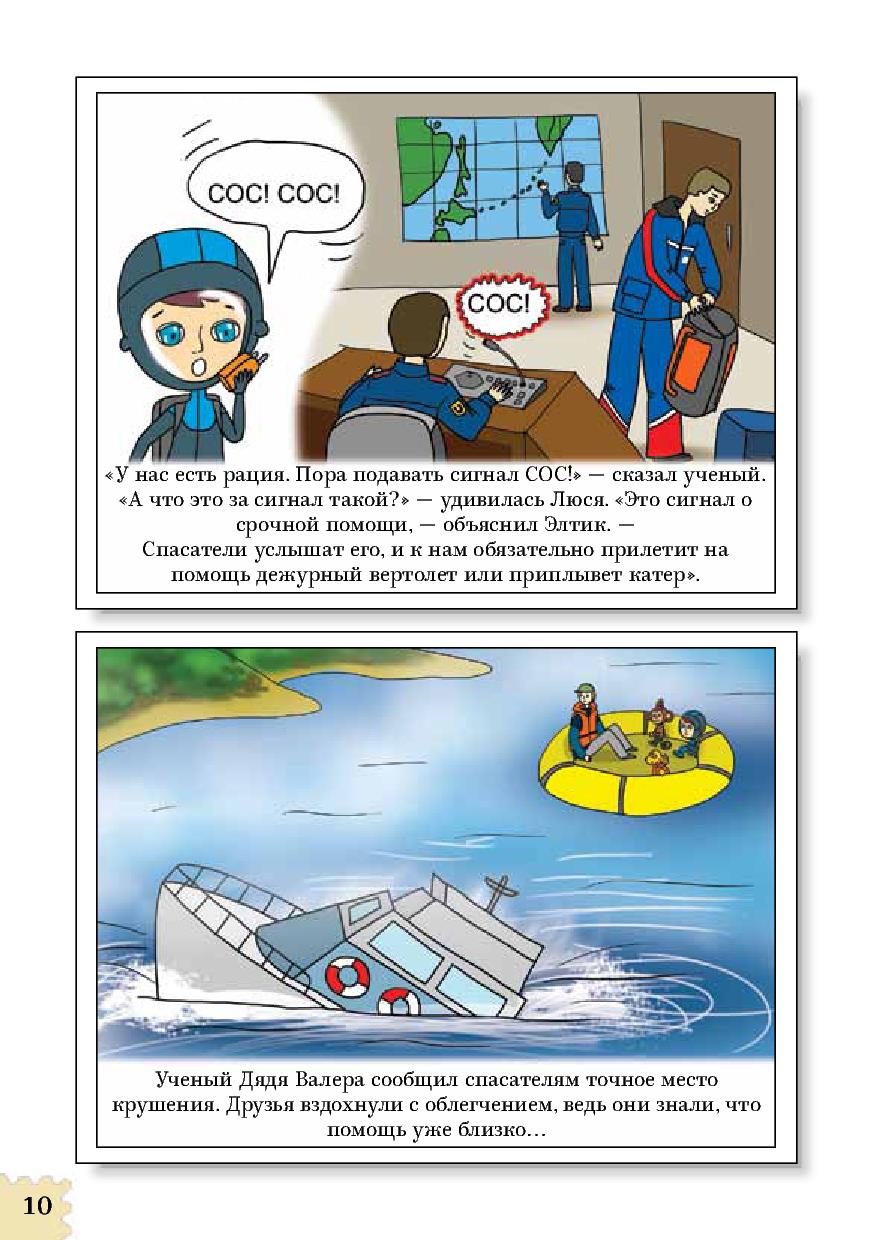 СОС! СОС!
СОС!
«У нас есть рация. Пора подавать сигнал СОС!» — сказал ученый.
«А что это за сигнал такой?» — удивилась Люся. «Это сигнал о
срочной помощи, — объяснил Элтик. —
Спасатели услышат его, и к нам обязательно прилетит на
помощь дежурный вертолет или приплывет катер».
Ученый Дядя Валера сообщил спасателям точное место
крушения. Друзья вздохнули с облегчением, ведь они знали, что
помощь уже близко…
10